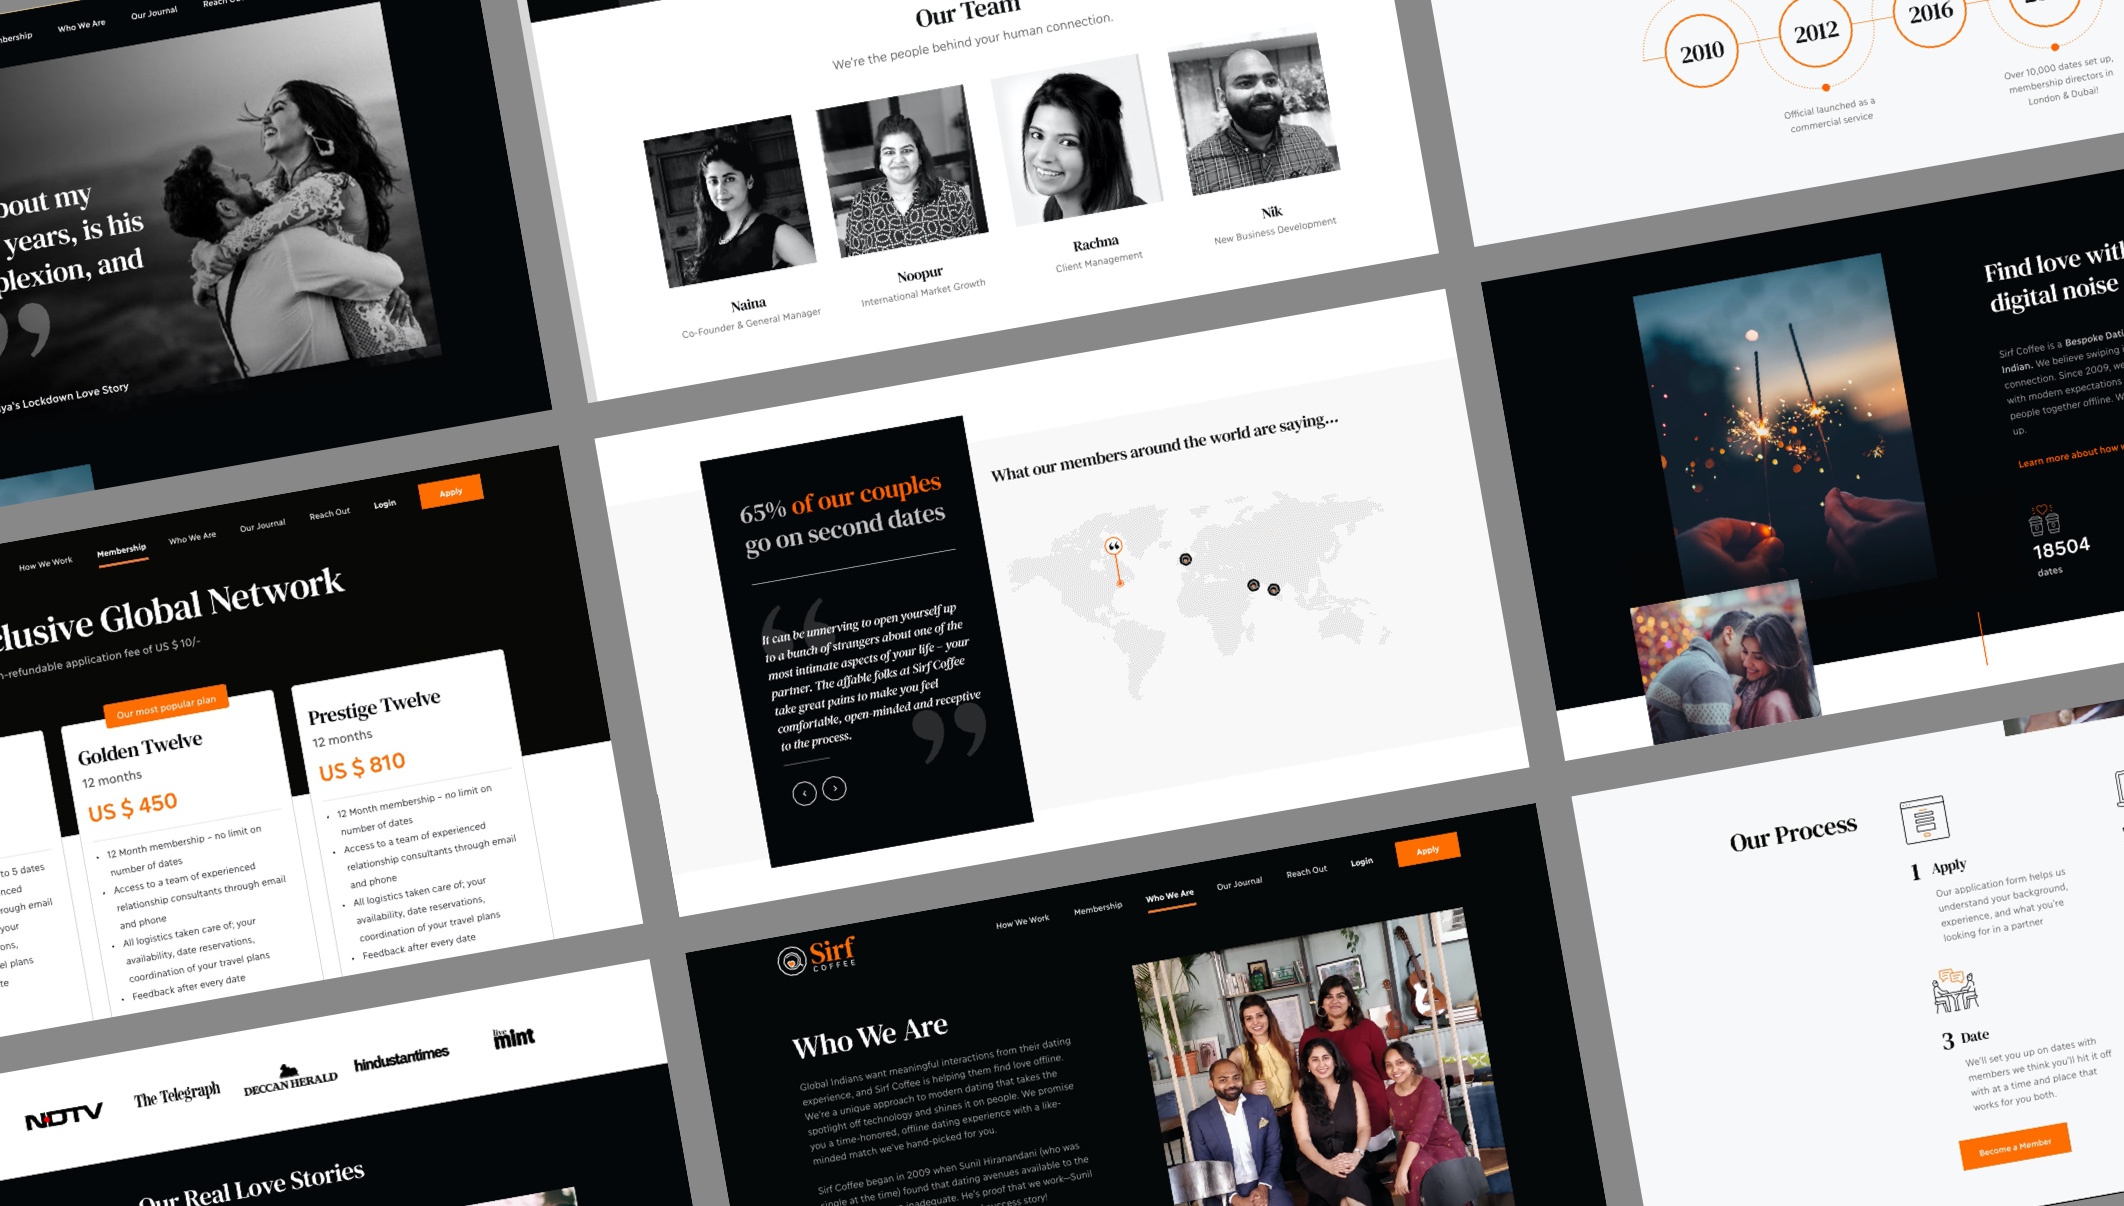 Who We Are
Our Journal
bout my
years, is his
plexion, and
Lockdown Love Story
Our Team
We're the people behind your human connection.
Naina
Co-Founder & General Manager
Noopur
International Market Growth
Rachna
Client Management
Nik
New Business Development
2010
2012
2016
Official launched as a
commercial service
Over 10,000 dates set up,
membership directors in
London & Dubai!
How We Work
Membership
Who We Are
Our Journal
Reach Out
Login
Apply
Exclusive Global Network
n-refundable application fee of US $ 10/-
to 5 dates
Our most popular plan
Golden Twelve
12 months
US $ 450
• 12 Month membership – no limit on
number of dates
• Access to a team of experienced
relationship consultants through email
and phone
• All logistics taken care of; your
availability, date reservations,
coordination of your travel plans
• Feedback after every date
Prestige Twelve
12 months
US $ 810
• 12 Month membership – no limit on
number of dates
• Access to a team of experienced
relationship consultants through email
and phone
• All logistics taken care of; your
availability, date reservations,
coordination of your travel plans
• Feedback after every date
65% of our couples
go on second dates
It can be unnerving to open yourself up
to a bunch of strangers about one of the
most intimate aspects of your life – your
partner. The affable folks at Sirf Coffee
take great pains to make you feel
comfortable, open-minded and receptive
to the process.
What our members around the world are saying...
Find love with
digital noise
Sirf Coffee is a Bespoke
Indian. We believe swiping
connection. Since 2009, we
with modern expectations
people together offline. W
up.
Learn more about how
18504
dates
NDTV
The Telegraph
DECCAN HERALD
hindustantimes
live
mint
Our Real Love Stories
Sirf
COFFEE
How We Work
Membership
Who We Are
Our Journal
Reach Out
Login
Apply
Who We Are
Global Indians want meaningful interactions from their dating
experience, and Sirf Coffee is helping them find love offline.
We're a unique approach to modern dating that takes the
spotlight off technology and shines it on people. We promise
you a time-honored, offline dating experience with a like-
minded match we've hand-picked for you.
Sirf Coffee began in 2009 when Sunil Hiranandani (who was
single at the time) found that dating avenues available to the
inadequate. He's proof that we work—Sunil
success story!
Our Process
1 Apply
Our application form helps us
understand your background,
experience, and what you're
looking for in a partner
3 Date
We'll set you up on dates with
members we think you'll hit it off
with at a time and place that
works for you both.
Become a Member